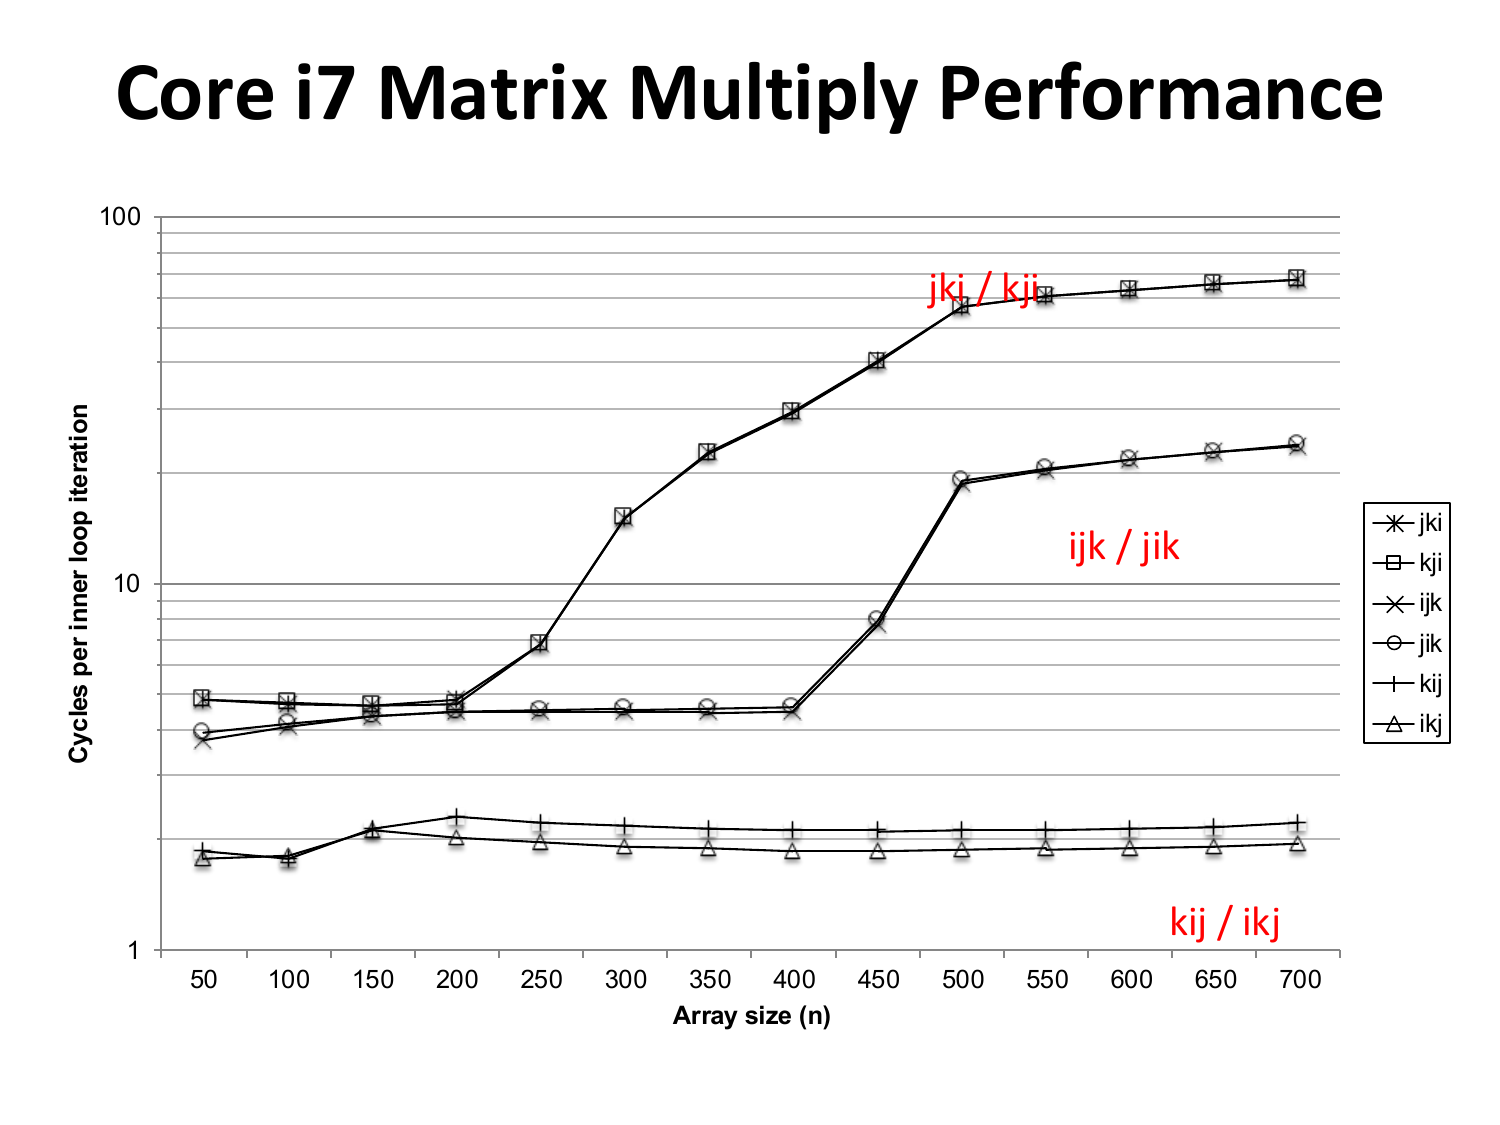 Core i7 Matrix Multiply Performance
100
jki / kji
Cycles per inner loop iteration
ijk / jik
10
jki
kji
ijk
jik
kij
ikj
kij / ikj
1
50 100 150 200 250 300 350 400 450 500 550 600 650 700
Array size (n)